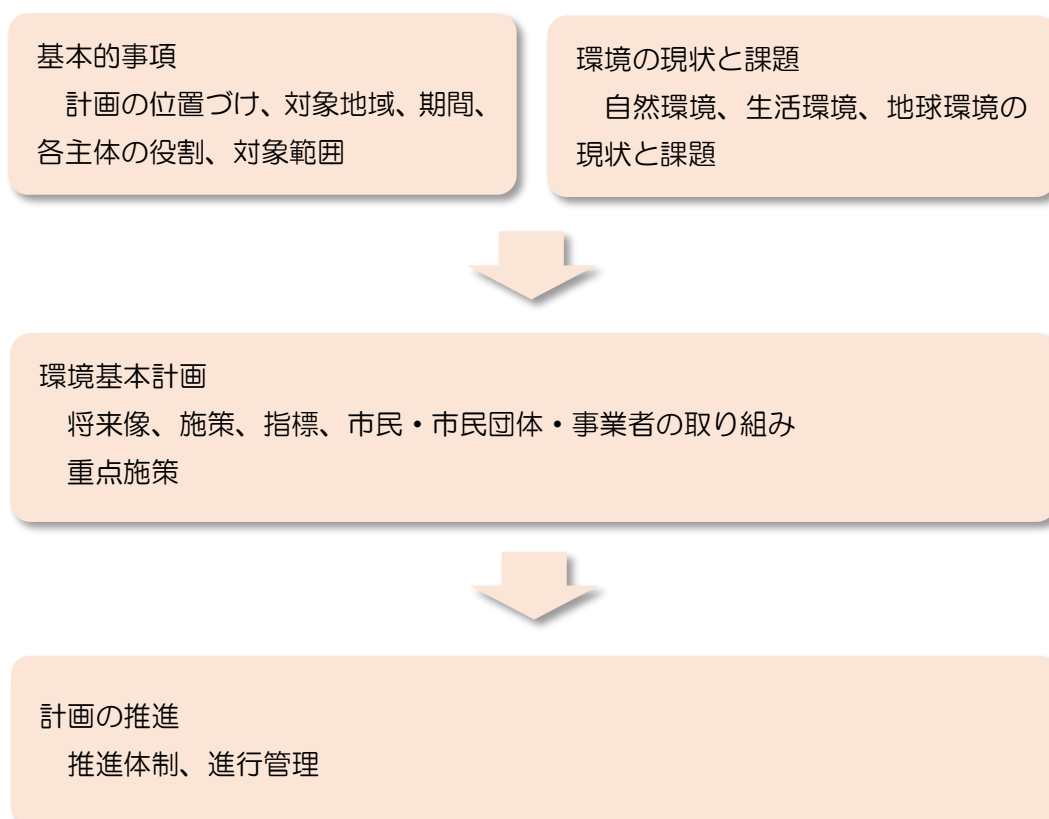 基本的事項
計画の位置づけ、対象地域、期間、
各主体の役割、対象範囲
環境の現状と課題
自然環境、生活環境、地球環境の
現状と課題
環境基本計画
将来像、施策、指標、市民・市民団体・事業者の取り組み
重点施策
計画の推進
推進体制、進行管理